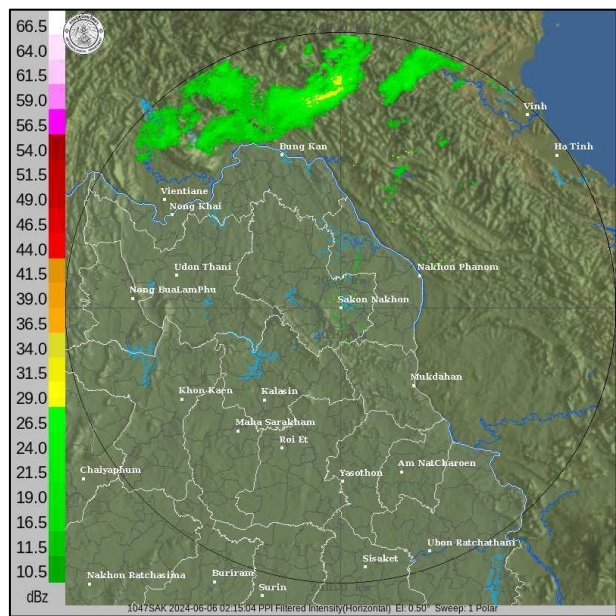 66.5
64.0
61.5
59.0
56.5
54.0
51.5
49.0
46.5
44.0
41.5
39.0
36.5
34.0
31.5
29.0
26.5
24.0
21.5
19.0
16.5
14.0
11.5
10.5
dBz
Vinh
Ha Tinh
Bung Kan
Vientiane
Nong Khai
Udon Thani
Nakhon Phanom
Nong BuaLamPhu
Sakon Nakhon
Mukdahan
Khon Kaen
Kalasin
Maha Sarakham
Roi Et
Chaiyaphum
Am NatCharoen
Yasothon
Ubon Ratchathani
Sisaket
Nakhon Ratchasima
Buriram
Surin
1047SAK 2024-06-06 02:15:04 PPI Filtered Intensity(Horizontal) El: 0.50° Sweep: 1 Polar